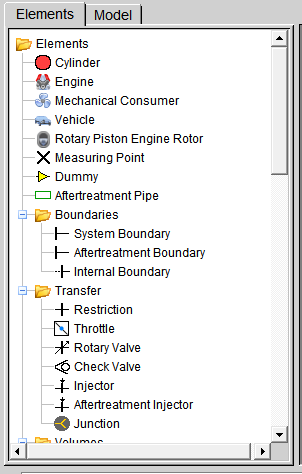 Elements Model
Elements
Cylinder
Engine
Mechanical Consumer
Vehicle
Rotary Piston Engine Rotor
Measuring Point
Dummy
Aftertreatment Pipe
Boundaries
System Boundary
Aftertreatment Boundary
Internal Boundary
Transfer
Restriction
Throttle
Rotary Valve
Check Valve
Injector
Aftertreatment Injector
Junction
Volumes